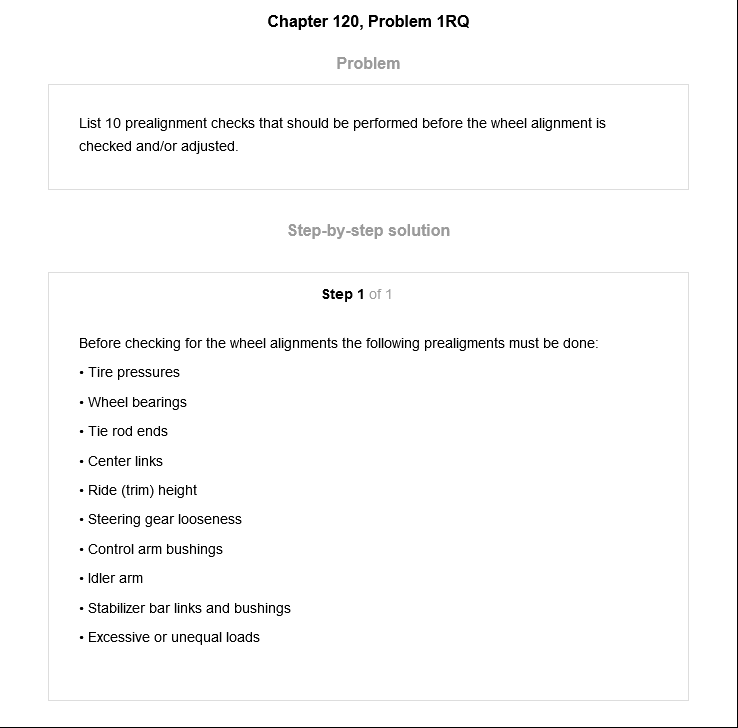 Chapter 120, Problem 1RQ
Problem
List 10 prealignment checks that should be performed before the wheel alignment is
checked and/or adjusted.
Step-by-step solution
Step 1 of 1
Before checking for the wheel alignments the following prealigments must be done:
• Tire pressures
• Wheel bearings
• Tie rod ends
• Center links
• Ride (trim) height
• Steering gear looseness
• Control arm bushings
• Idler arm
• Stabilizer bar links and bushings
• Excessive or unequal loads